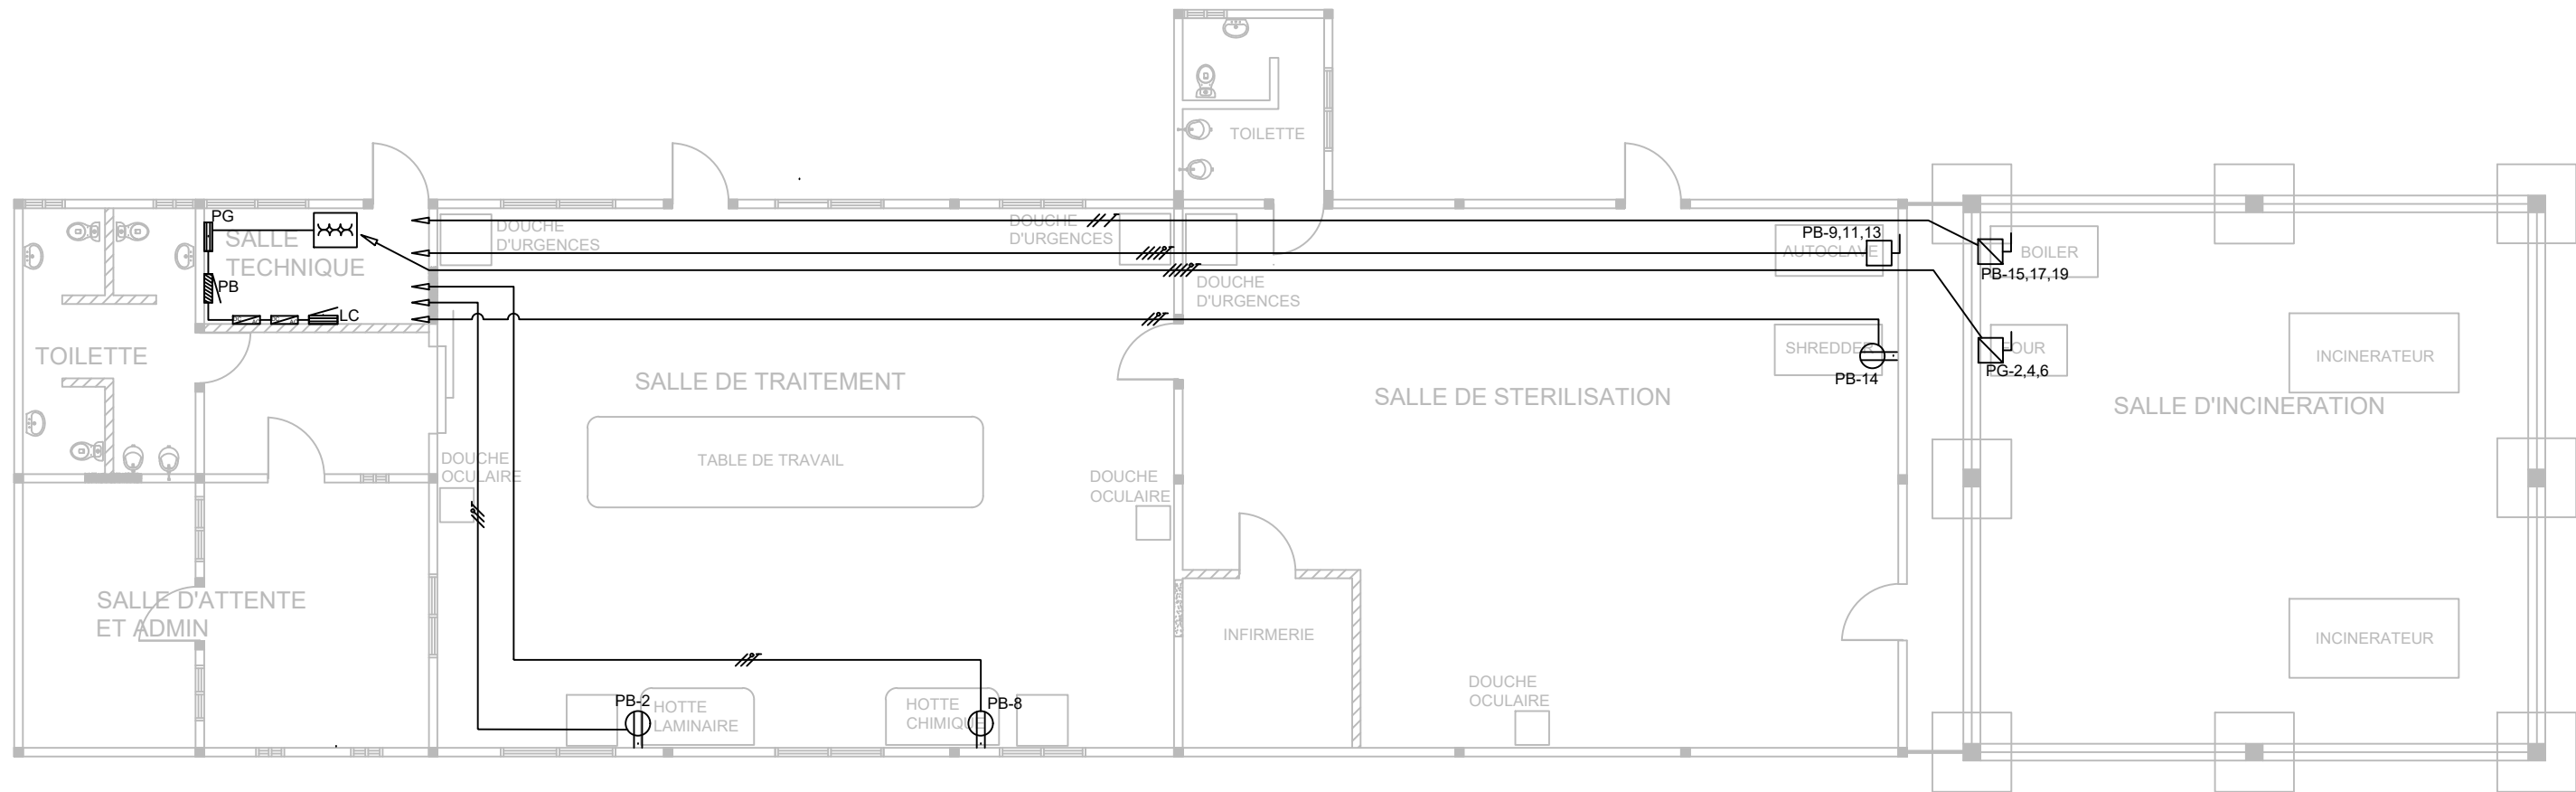 TOILETTE
PG
SALLE
TECHNIQUE
PB
LC
DOUCHE
D'URGENCES
DOUCHE
D'URGENCES
DOUCHE
D'URGENCES
PB-9,11,13
AUTOCLAVE
BOILER
PB-15,17,19
TOILETTE
SHREDDER
PB-14
FOUR
PG-2,4,6
INCINERATEUR
SALLE DE TRAITEMENT
SALLE DE STERILISATION
SALLE D'INCINERATION
DOUCHE
OCULAIRE
TABLE DE TRAVAIL
DOUCHE
OCULAIRE
SALLE D'ATTENTE
ET ADMIN
INFIRMERIE
INCINERATEUR
PB-2
HOTTE
LAMINAIRE
HOTTE
CHIMIQUE
PB-8
DOUCHE
OCULAIRE